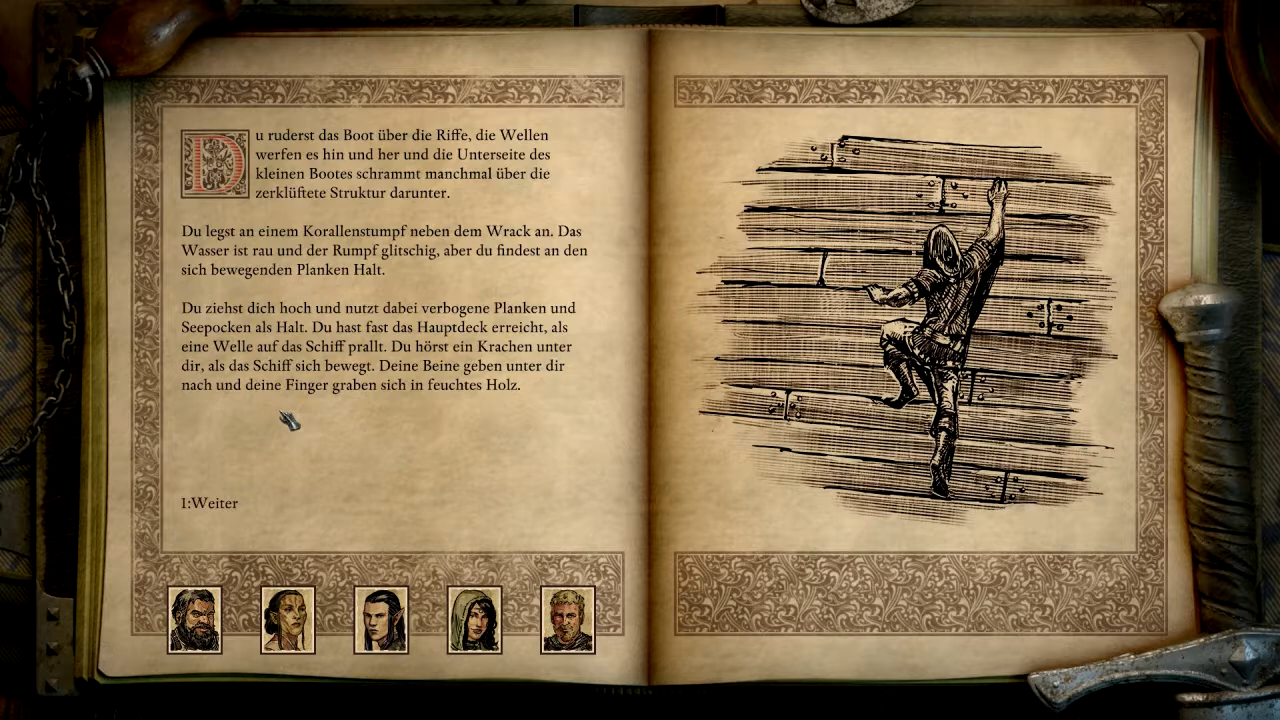 Du ruderst das Boot über die Riffe, die Wellen
werfen es hin und her und die Unterseite des
kleinen Bootes schrammt manchmal über die
zerklüftete Struktur darunter.
Du legst an einem Korallenstumpf neben dem Wrack an. Das
Wasser ist rau und der Rumpf glitschig, aber du findest an den
sich bewegenden Planken Halt.
Du ziehst dich hoch und nutzt dabei verbogene Planken und
Seepocken als Halt. Du hast fast das Hauptdeck erreicht, als
eine Welle auf das Schiff prallt. Du hörst ein Krachen unter
dir, als das Schiff sich bewegt. Deine Beine geben unter dir
nach und deine Finger graben sich in feuchtes Holz.
1:Weiter